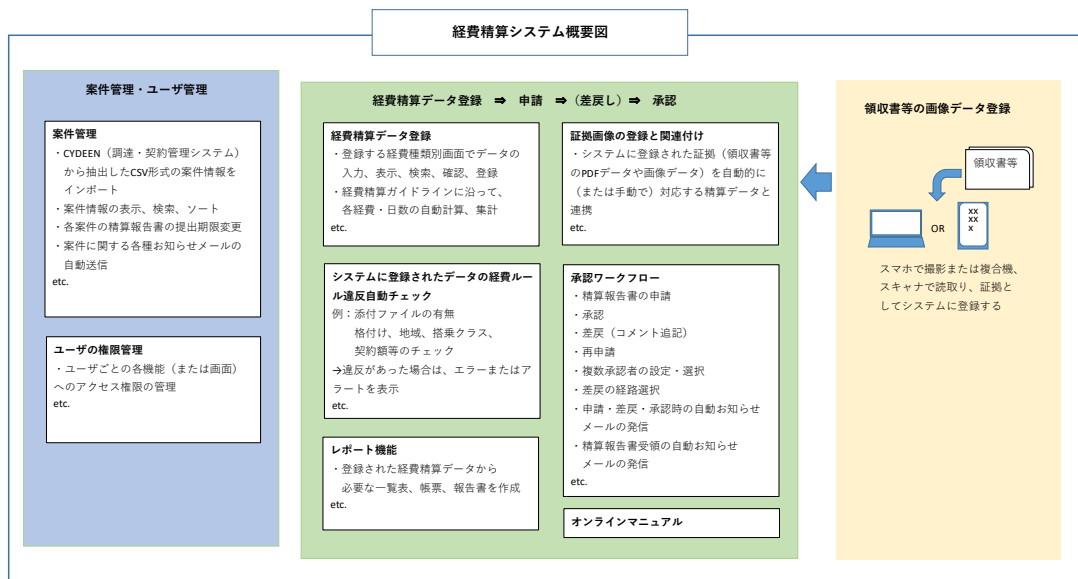 経費精算システム概要図
案件管理・ユーザ管理
案件管理
・CYDEEN（調達・契約管理システム）
から抽出したCSV形式の案件情報を
インポート
・案件情報の表示、検索、ソート
・各案件の精算報告書の提出期限変更
・案件に関する各種お知らせメールの
自動送信
etc.
ユーザの権限管理
・ユーザごとの各機能（または画面）
へのアクセス権限の管理
etc.
経費精算データ登録 ⇒ 申請 ⇒（差戻し）⇒ 承認
経費精算データ登録
・登録する経費種類別画面でデータの
入力、表示、検索、確認、登録
・経費精算ガイドラインに沿って、
各経費・日数の自動計算、集計
etc.
システムに登録されたデータの経費ルー
ル違反自動チェック
例：添付ファイルの有無
格付け、地域、搭乗クラス、
契約額等のチェック
→違反があった場合は、エラーまたはア
ラートを表示
etc.
レポート機能
・登録された経費精算データから
必要な一覧表、帳票、報告書を作成
etc.
証拠画像の登録と関連付け
・システムに登録された証拠（領収書等
のPDFデータや画像データ）を自動的に
（または手動で）対応する精算データと
連携
etc.
承認ワークフロー
・精算報告書の申請
・承認
・差戻（コメント追記）
・再申請
・複数承認者の設定・選択
・差戻の経路選択
・申請・差戻・承認時の自動お知らせ
メールの発信
・精算報告書受領の自動お知らせ
メールの発信
etc.
オンラインマニュアル
領収書等の画像データ登録
領収書等
OR
XX
XX
X
スマホで撮影または複合機、
スキャナで読取り、証拠と
してシステムに登録する